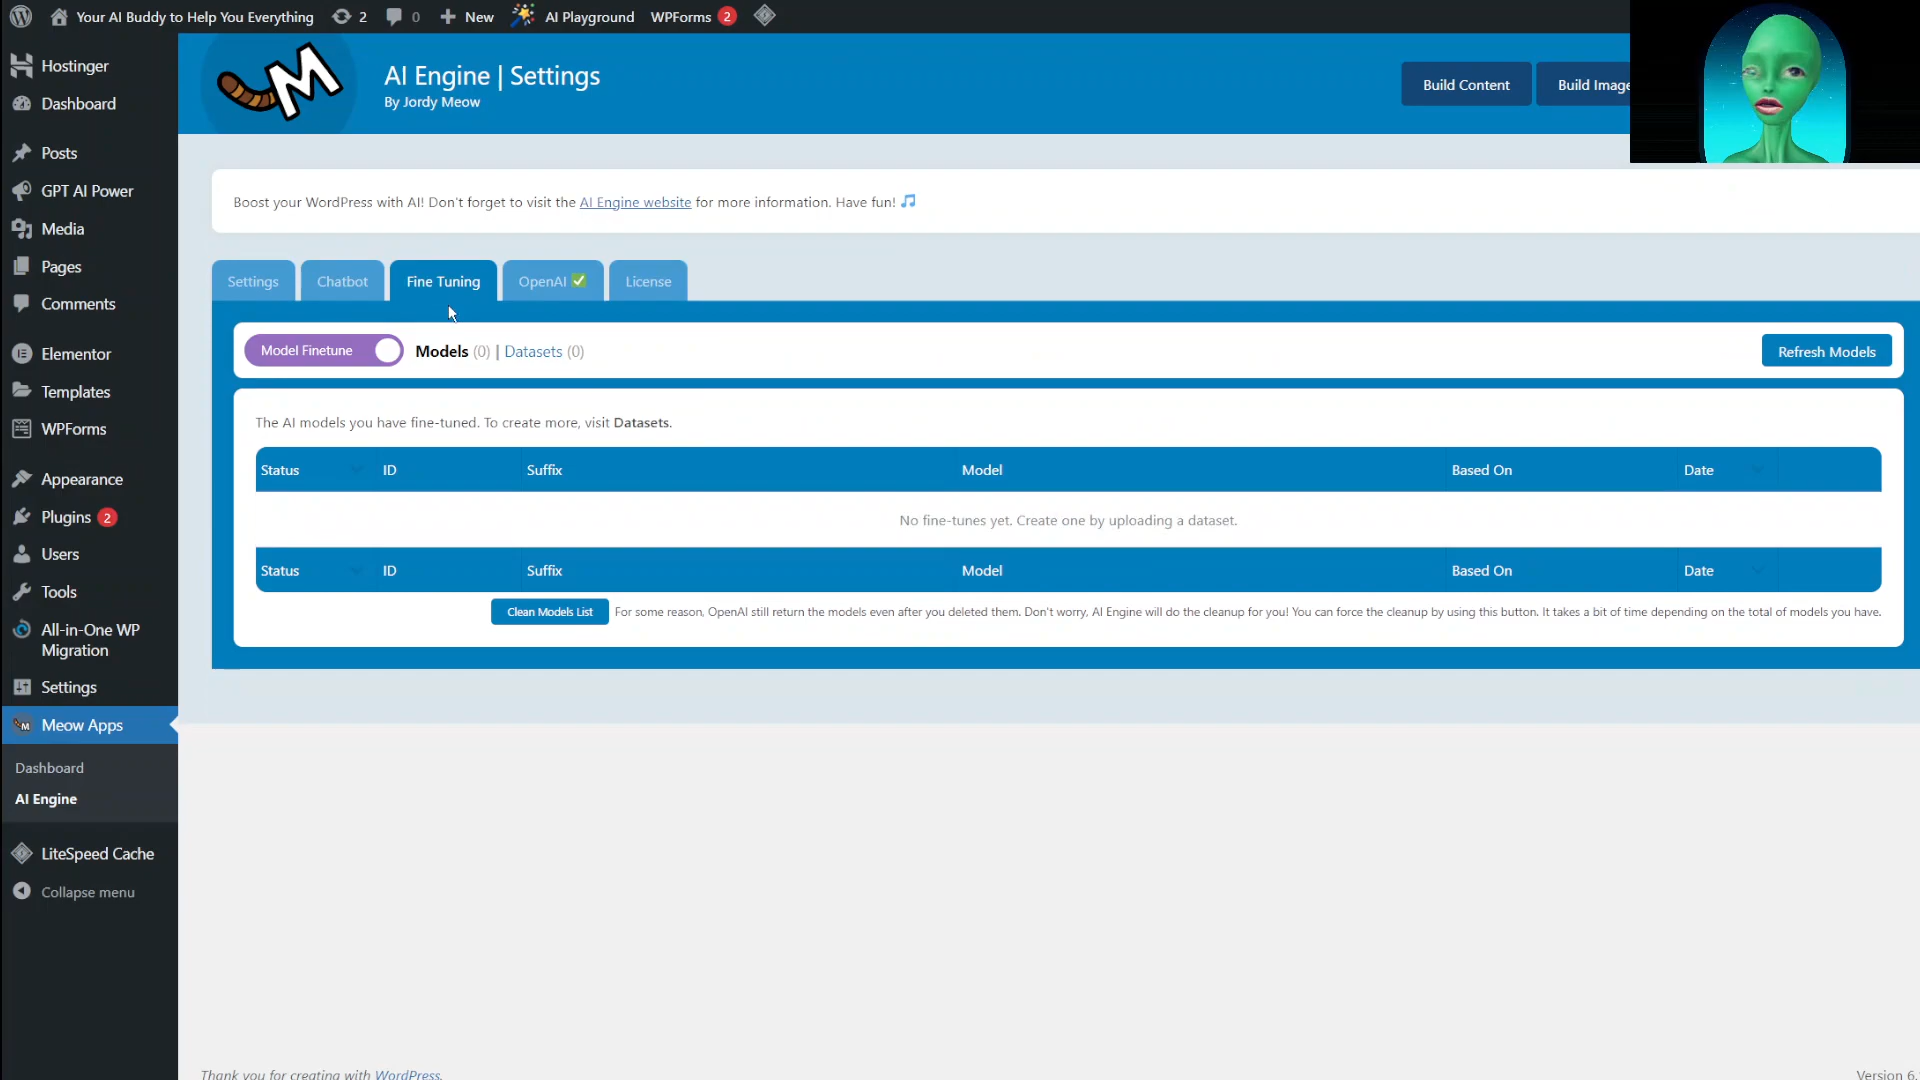 Your AI Buddy to Help You Everything 2 0 New AI Playground WPForms 2
Hostinger
Dashboard
Posts
GPT AI Power
Media
Pages
Comments
Elementor
Templates
WPForms
Appearance
Plugins 2
Users
Tools
All-in-One WP
Migration
Settings
Meow Apps
Dashboard
AI Engine
LiteSpeed Cache
Collapse menu
M
AI Engine | Settings
By Jordy Meow
Build Content
Build Image
Boost your WordPress with AI! Don't forget to visit the AI Engine website for more information. Have fun! 🎵
Settings Chatbot Fine Tuning OpenAI ✅ License
Model Finetune Models (0) | Datasets (0) Refresh Models
The AI models you have fine-tuned. To create more, visit Datasets.
Status ID Suffix Model Based On Date
No fine-tunes yet. Create one by uploading a dataset.
Status ID Suffix Model Based On Date
Clean Models List For some reason, OpenAI still return the models even after you deleted them. Don't worry, AI Engine will do the cleanup for you! You can force the cleanup by using this button. It takes a bit of time depending on the total of models you have.
Thank you for creating with WordPress. Version 6.